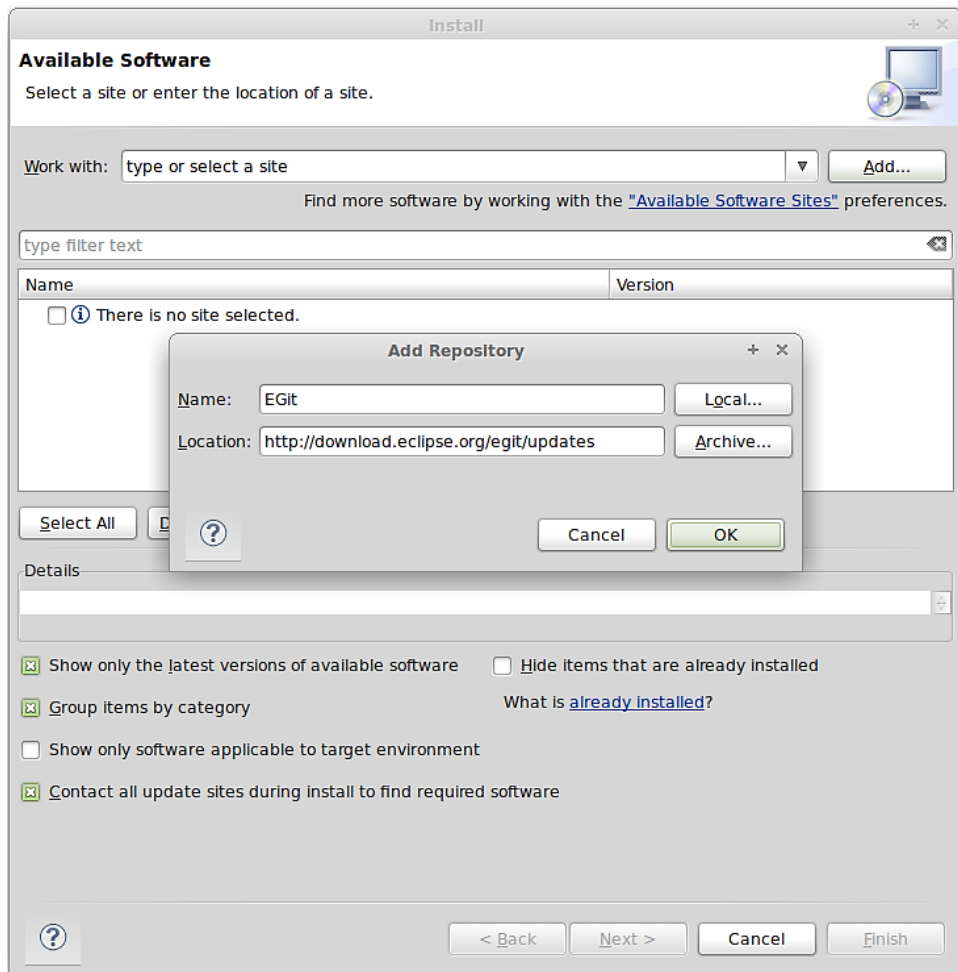 Install
Available Software
Select a site or enter the location of a site.
Work with: type or select a site Add...
Find more software by working with the "Available Software Sites" preferences.
type filter text
Name Version
There is no site selected.
Add Repository
Name: EGit Local...
Location: http://download.eclipse.org/egit/updates Archive...
Select All D
Cancel OK
Details
Show only the latest versions of available software Hide items that are already installed
Group items by category What is already installed?
Show only software applicable to target environment
Contact all update sites during install to find required software
< Back Next > Cancel Finish